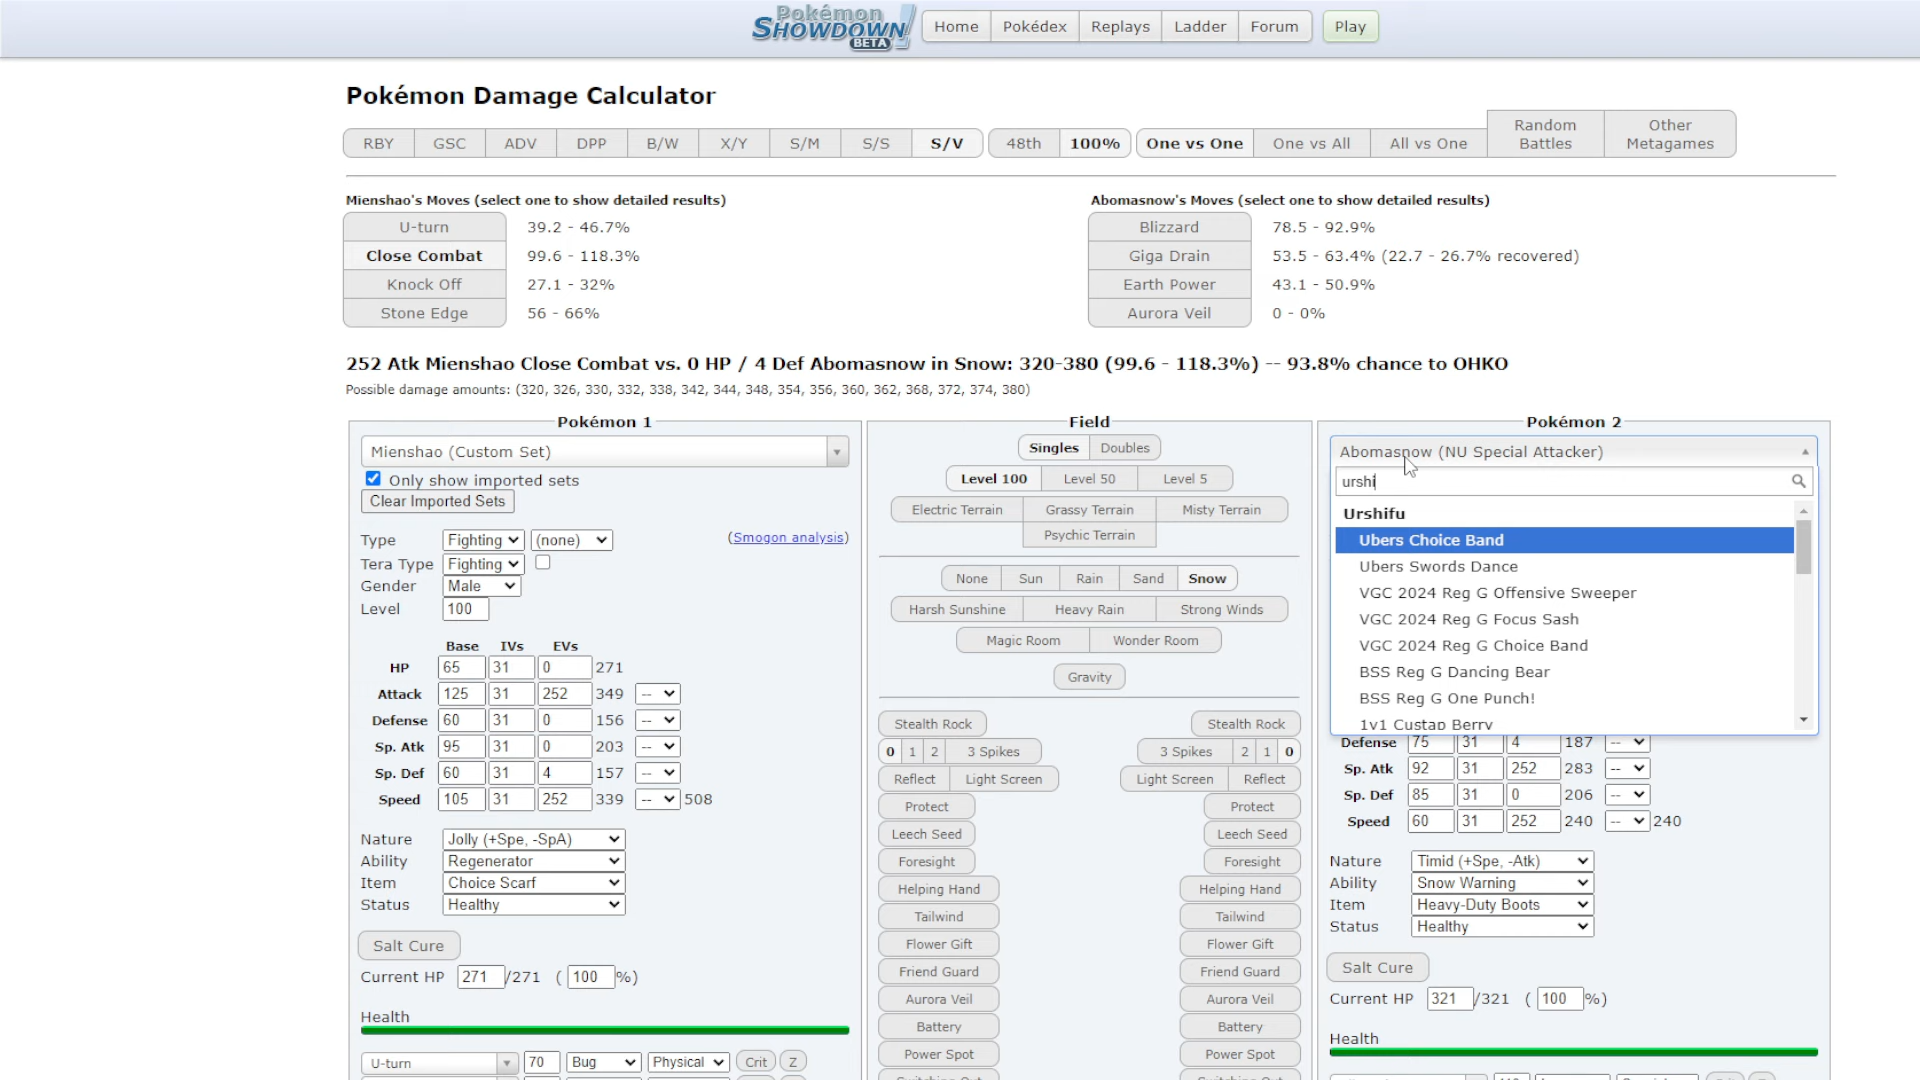 Pokémon
SHOWDOWN!
BETA
Home Pokédex Replays Ladder Forum Play
Pokémon Damage Calculator
RBY GSC ADV DPP B/W X/Y S/M S/S S/V 48th 100% One vs One One vs All All vs One Random Battles Other Metagames
Mienshao's Moves (select one to show detailed results)
U-turn 39.2 - 46.7%
Close Combat 99.6 - 118.3%
Knock Off 27.1 - 32%
Stone Edge 56 - 66%
Abomasnow's Moves (select one to show detailed results)
Blizzard 78.5 - 92.9%
Giga Drain 53.5 - 63.4% (22.7 - 26.7% recovered)
Earth Power 43.1 - 50.9%
Aurora Veil 0 - 0%
252 Atk Mienshao Close Combat vs. 0 HP / 4 Def Abomasnow in Snow: 320-380 (99.6 - 118.3%) -- 93.8% chance to OHKO
Possible damage amounts: (320, 326, 330, 332, 338, 342, 344, 348, 354, 356, 360, 362, 368, 372, 374, 380)
Pokémon 1
Mienshao (Custom Set)
Only show imported sets
Clear Imported Sets
Type Fighting (none) (Smogon analysis)
Tera Type Fighting
Gender Male
Level 100
Base IVs EVs
HP 65 31 0 271
Attack 125 31 252 349 --
Defense 60 31 0 156 --
Sp. Atk 95 31 0 203 --
Sp. Def 60 31 4 157 --
Speed 105 31 252 339 -- 508
Nature Jolly (+Spe, -SpA)
Ability Regenerator
Item Choice Scarf
Status Healthy
Salt Cure
Current HP 271 /271 ( 100 %)
Health
U-turn 70 Bug Physical Crit Z
Field
Singles Doubles
Level 100 Level 50 Level 5
Electric Terrain Grassy Terrain Misty Terrain
Psychic Terrain
None Sun Rain Sand Snow
Harsh Sunshine Heavy Rain Strong Winds
Magic Room Wonder Room
Gravity
Stealth Rock Stealth Rock
0 1 2 3 Spikes 3 Spikes 2 1 0
Reflect Light Screen Light Screen Reflect
Protect Protect
Leech Seed Leech Seed
Foresight Foresight
Helping Hand Helping Hand
Tailwind Tailwind
Flower Gift Flower Gift
Friend Guard Friend Guard
Aurora Veil Aurora Veil
Battery Battery
Power Spot Power Spot
Pokémon 2
Abomasnow (NU Special Attacker)
urshi
Urshifu
Ubers Choice Band
Ubers Swords Dance
VGC 2024 Reg G Offensive Sweeper
VGC 2024 Reg G Focus Sash
VGC 2024 Reg G Choice Band
BSS Reg G Dancing Bear
BSS Reg G One Punch!
1v1 Custap Berry
Defense 75 31 4 187 --
Sp. Atk 92 31 252 283 --
Sp. Def 85 31 0 206 --
Speed 60 31 252 240 -- 240
Nature Timid (+Spe, -Atk)
Ability Snow Warning
Item Heavy-Duty Boots
Status Healthy
Salt Cure
Current HP 321 /321 ( 100 %)
Health